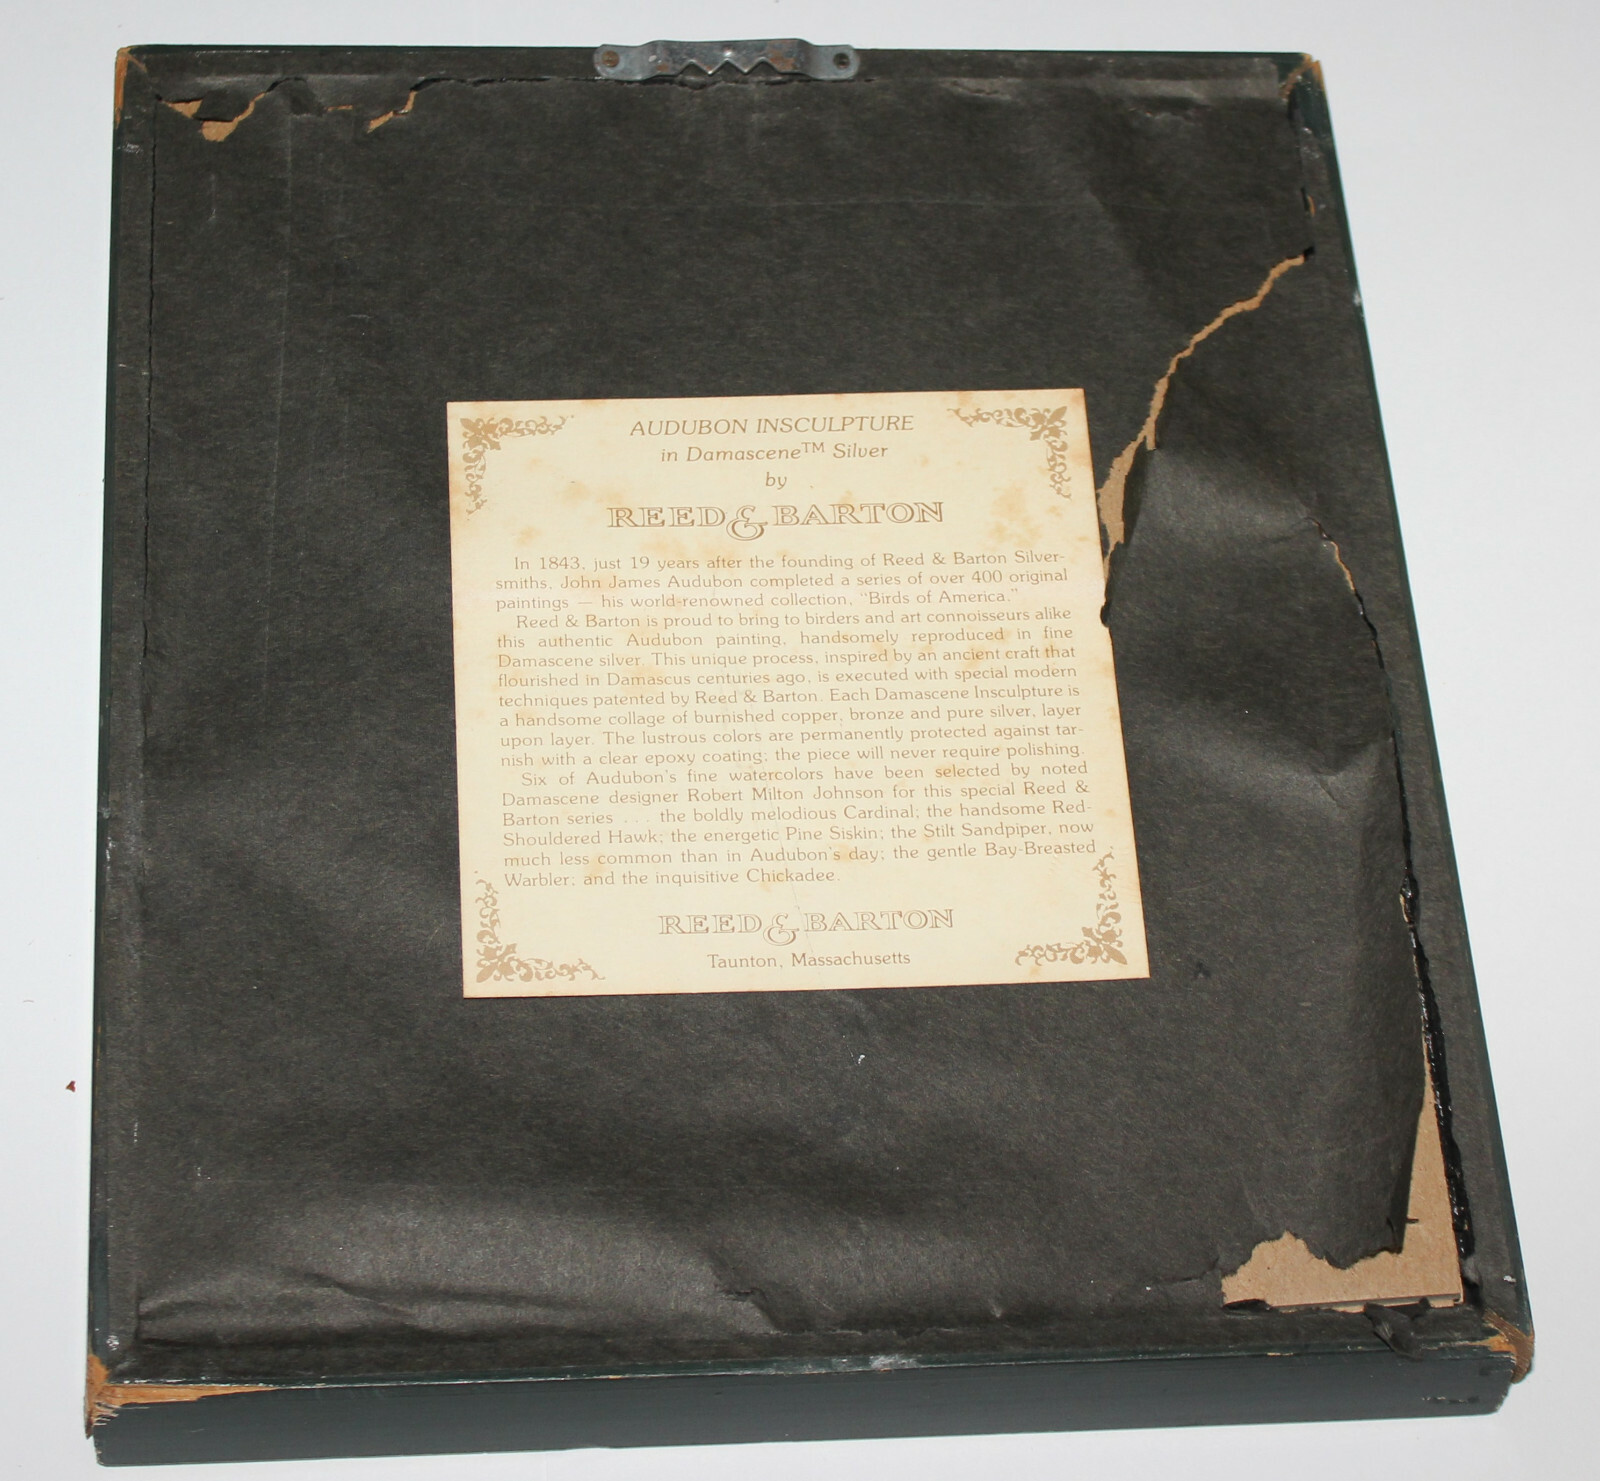 AUDUBON INSCULPTURE
in Damascene™ Silver
by
REED & BARTON
In 1843, just 19 years after the founding of Reed & Barton Silver-
smiths, John James Audubon completed a series of over 400 original
paintings — his world-renowned collection, "Birds of America."
Reed & Barton is proud to bring to birders and art connoisseurs alike
this authentic Audubon painting, handsomely reproduced in fine
Damascene silver. This unique process, inspired by an ancient craft that
flourished in Damascus centuries ago, is executed with special modern
techniques patented by Reed & Barton. Each Damascene Insculpture is
a handsome collage of burnished copper, bronze and pure silver, layer
upon layer. The lustrous colors are permanently protected against tar-
nish with a clear epoxy coating; the piece will never require polishing.
Six of Audubon's fine watercolors have been selected by noted
Damascene designer Robert Milton Johnson for this special Reed &
Barton series . . . the boldly melodious Cardinal; the handsome Red-
Shouldered Hawk; the energetic Pine Siskin; the Stilt Sandpiper, now
much less common than in Audubon's day; the gentle Bay-Breasted
Warbler; and the inquisitive Chickadee.
REED & BARTON
Taunton, Massachusetts